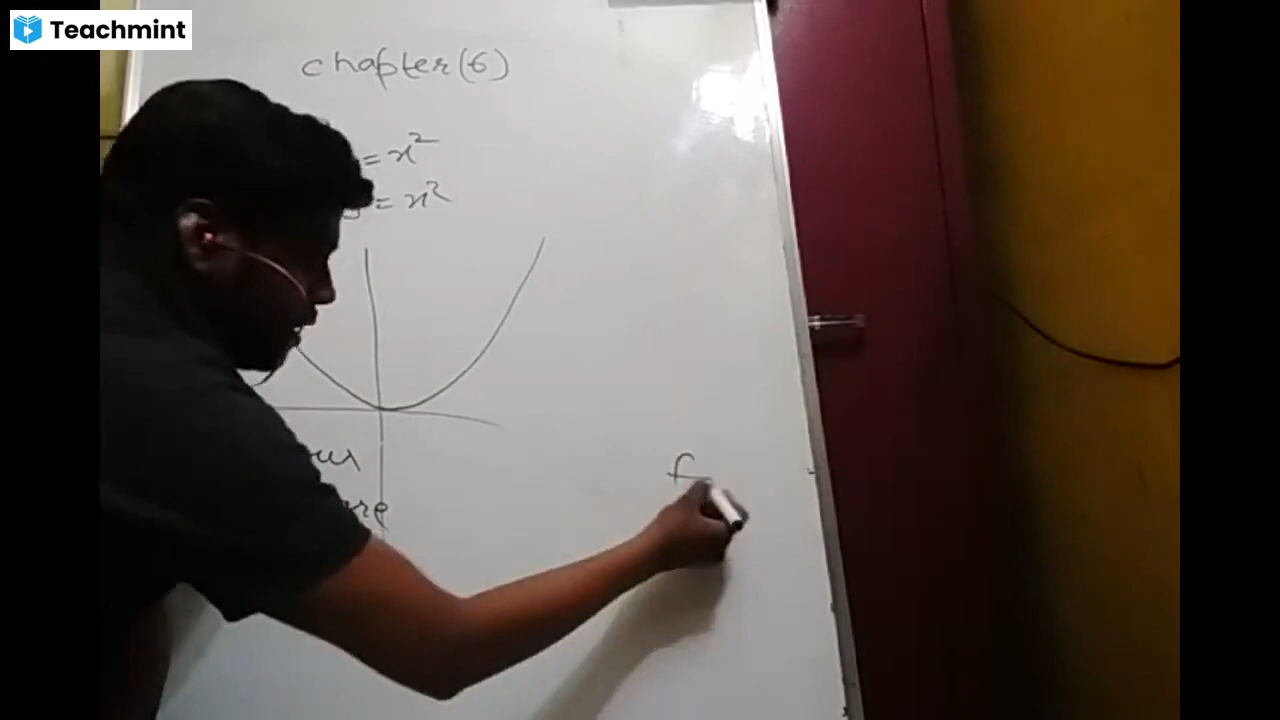 Teachmint
chapter(6)
= x²
y = x²
f